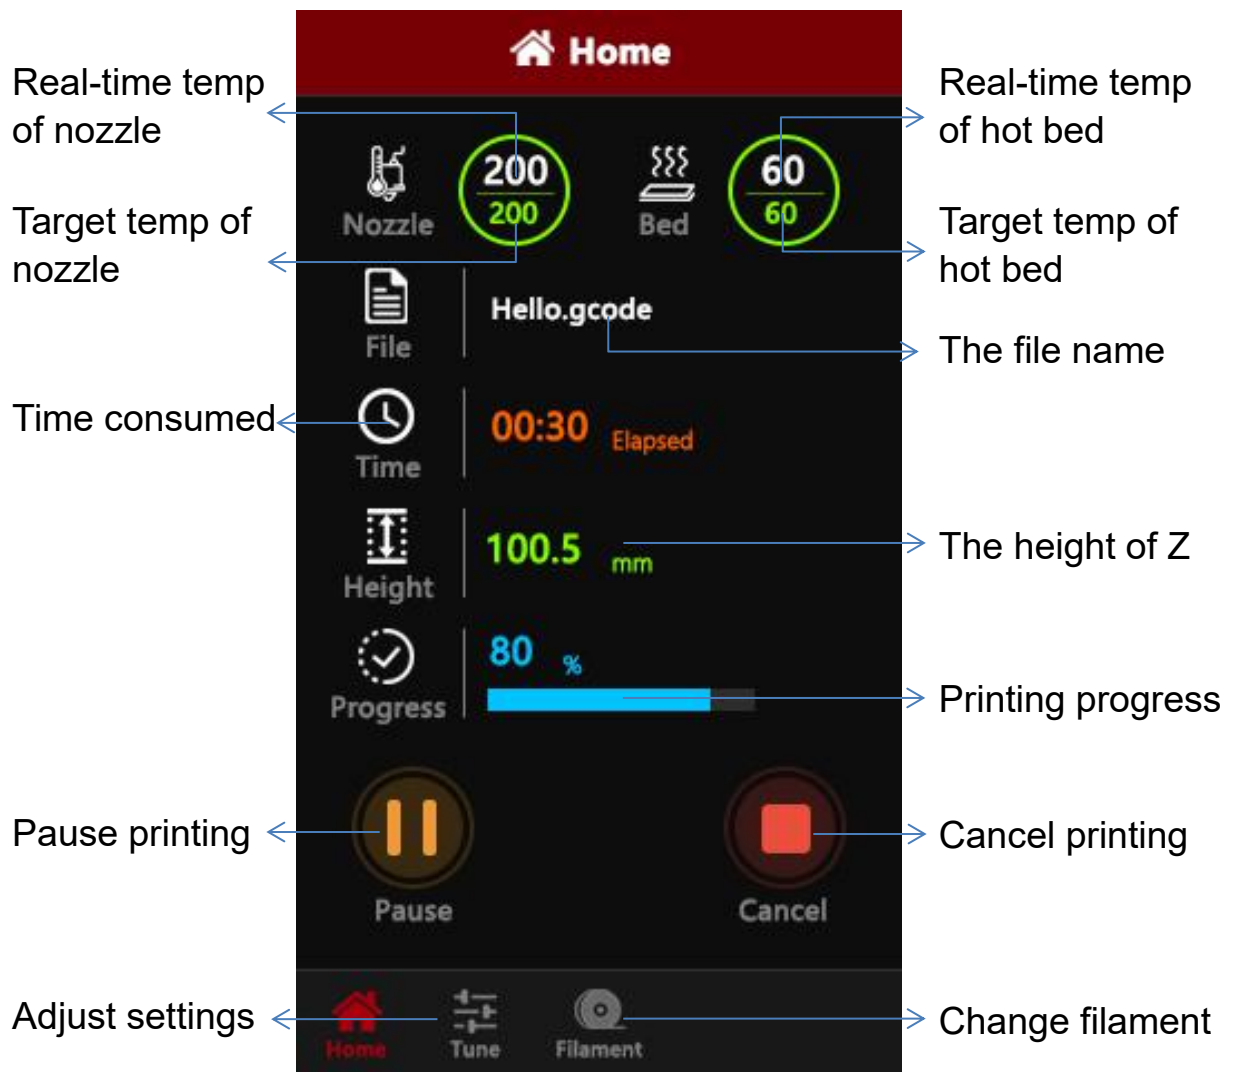 Home
Real-time temp
of nozzle
Real-time temp
of hot bed
Nozzle
200
200
Bed
60
60
Target temp of
nozzle
Target temp of
hot bed
File
Hello.gcode
The file name
Time consumed
Time
00:30 Elapsed
Height
100.5 mm
The height of Z
Progress
80 %
Printing progress
Pause printing
Cancel printing
Pause
Cancel
Adjust settings
Home
Tune
Filament
Change filament